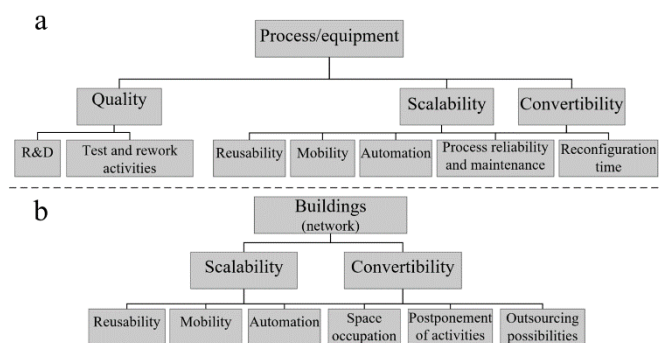 a
Process/equipment
Quality
Scalability
Convertibility
R&D
Test and rework
activities
Reusability
Mobility
Automation
Process reliability
and maintenance
Reconfiguration
time
b
Buildings
(network)
Scalability
Convertibility
Reusability
Mobility
Automation
Space
occupation
Postponement
of activities
Outsourcing
possibilities